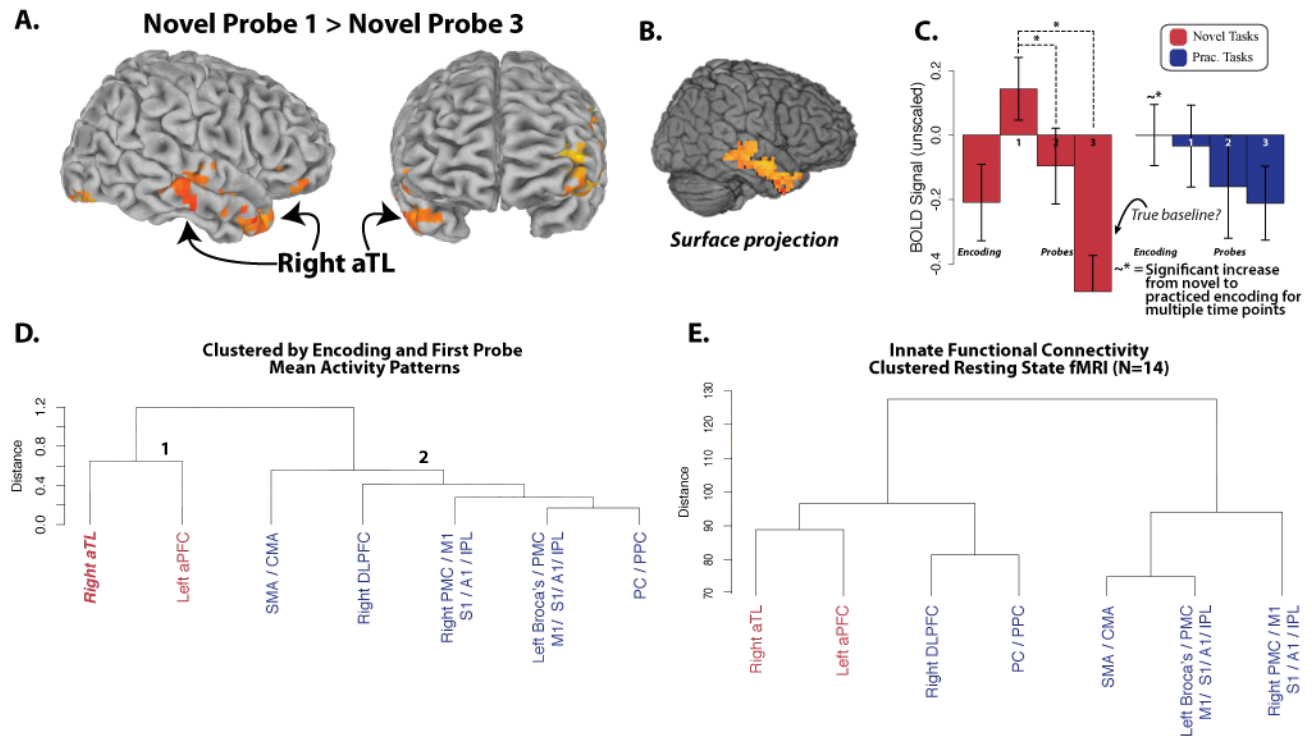 A.
Novel Probe 1 > Novel Probe 3
Right aTL
B.
Surface projection
C.
Novel Tasks
Prac. Tasks
BOLD Signal (unscaled)
0.2
0.0
-0.2
-0.4
*
*
~*
1
2
3
1
2
3
Encoding
Probes
True baseline?
Encoding
Probes
~* = Significant increase
from novel to
practiced encoding for
multiple time points
D.
Clustered by Encoding and First Probe
Mean Activity Patterns
Distance
1.2
0.8
0.4
0.0
1
2
Right aTL
Left aPFC
SMA / CMA
Right DLPFC
Right PMC / M1
S1 / A1 / IPL
Left Broca's / PMC
M1/ S1/ A1/ IPL
PC / PPC
E.
Innate Functional Connectivity
Clustered Resting State fMRI (N=14)
Distance
130
120
110
100
90
80
70
Right aTL
Left aPFC
Right DLPFC
PC / PPC
SMA / CMA
Left Broca's / PMC
M1/ S1/ A1/ IPL
Right PMC / M1
S1 / A1 / IPL